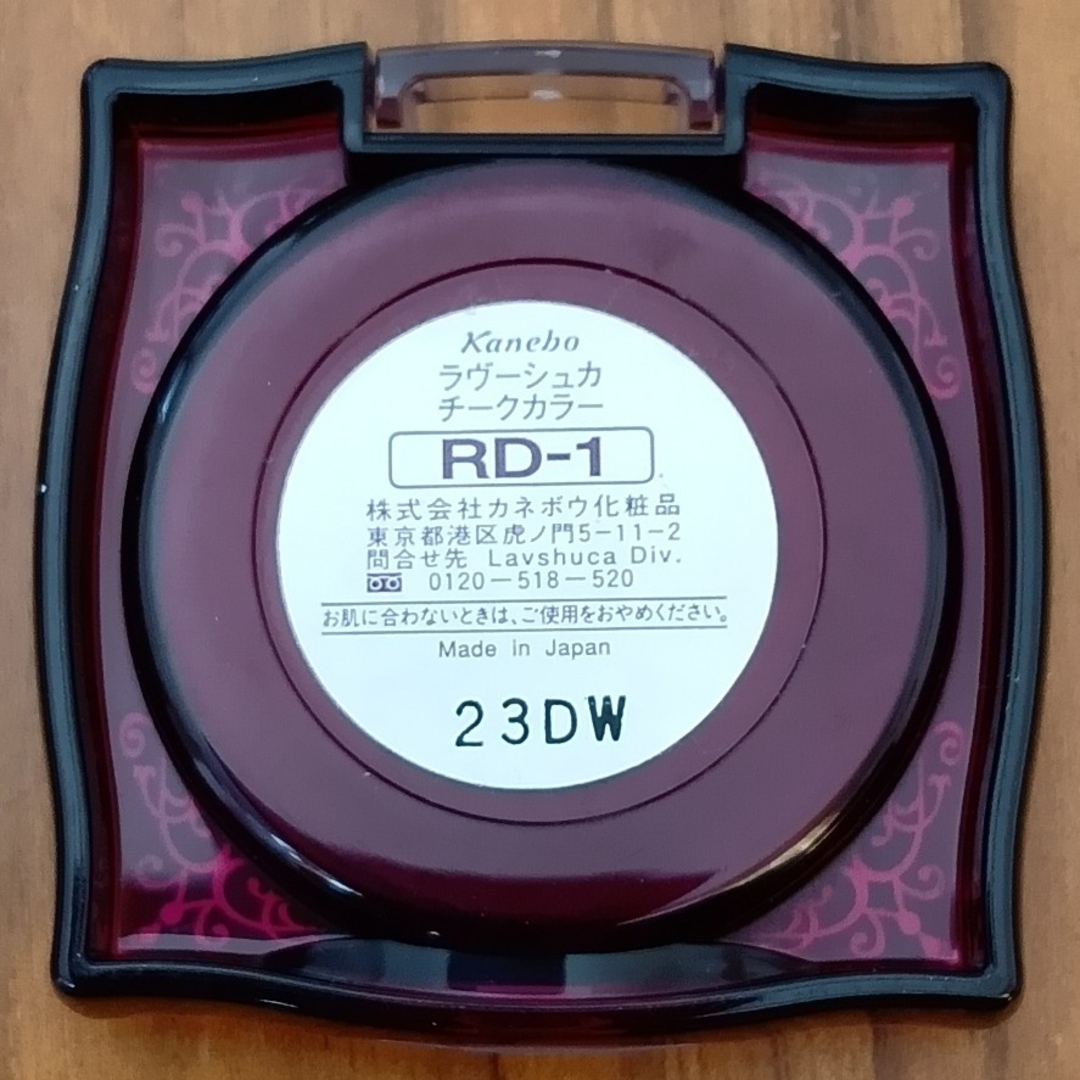 Kanebo
ラヴーシュカ
チークカラー
RD-1
株式会社カネボウ化粧品
東京都港区虎ノ門5-11-2
問合せ先 Lavshuca Div.
0120-518-520
お肌に合わないときは、ご使用をおやめください。
Made in Japan
23DW